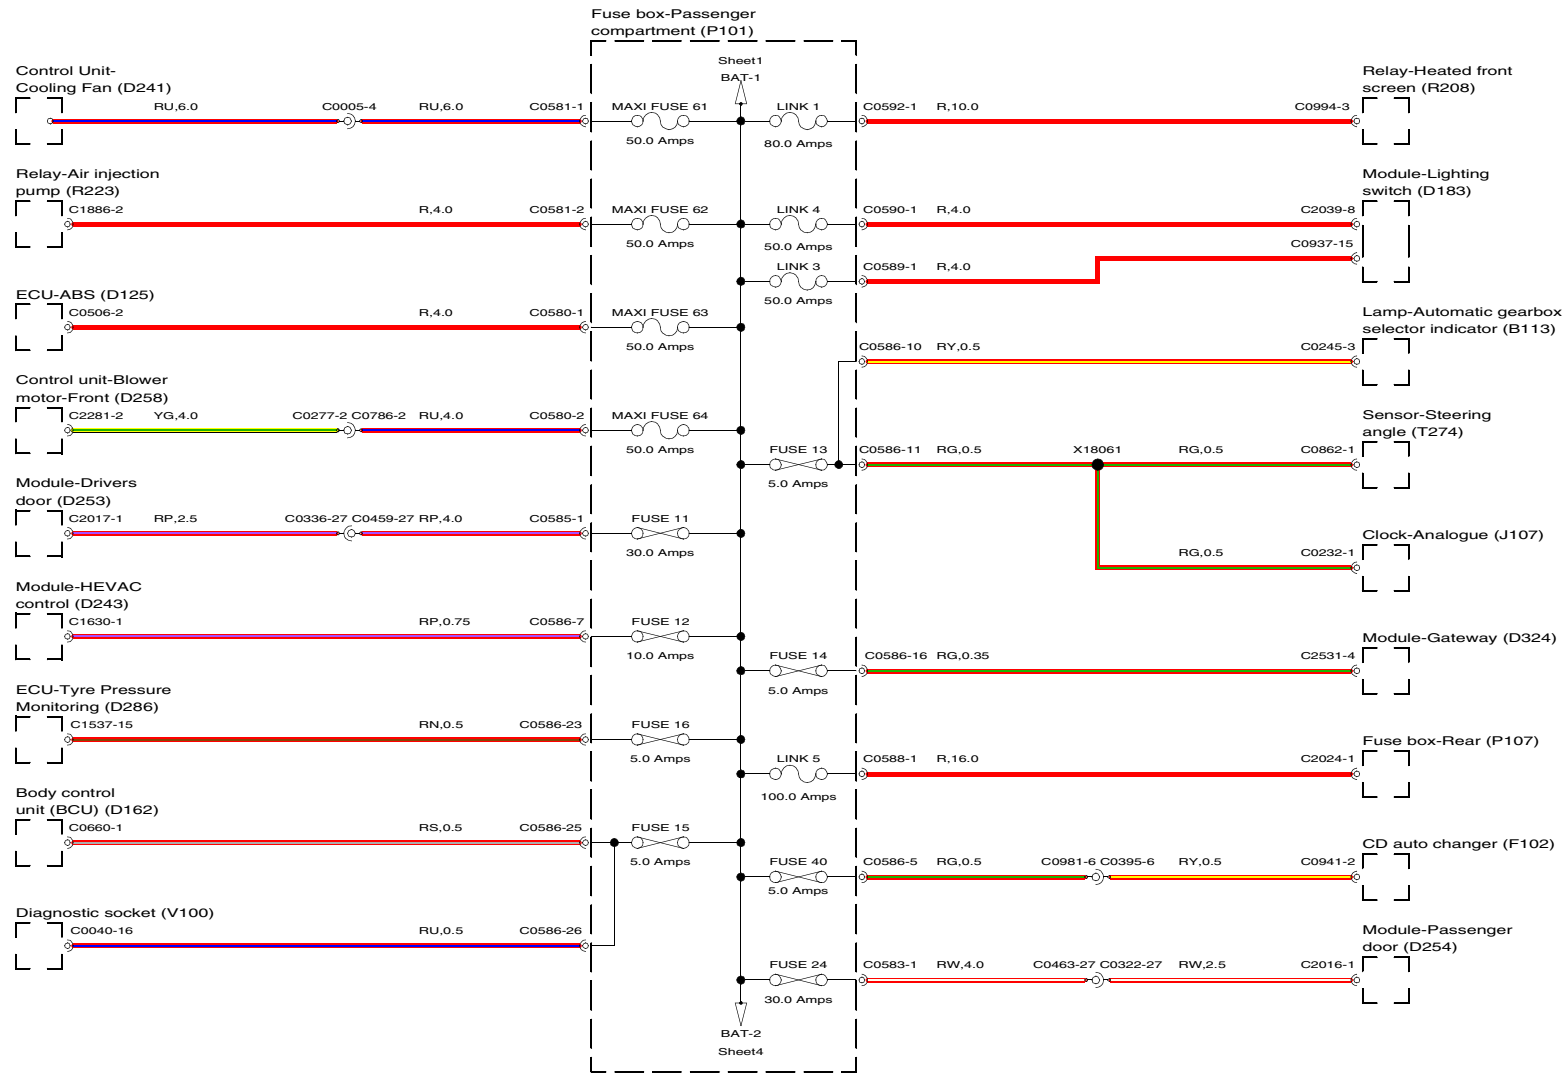 Fuse box-Passenger
compartment (P101)
Sheet1
BAT-1
Control Unit-
Cooling Fan (D241)
RU,6.0
C0005-4
RU,6.0
C0581-1
MAXI FUSE 61
50.0 Amps
LINK 1
80.0 Amps
C0592-1
R,10.0
C0994-3
Relay-Heated front
screen (R208)
Relay-Air injection
pump (R223)
C1886-2
R,4.0
C0581-2
MAXI FUSE 62
50.0 Amps
LINK 4
50.0 Amps
C0590-1
R,4.0
C2039-8
Module-Lighting
switch (D183)
LINK 3
50.0 Amps
C0589-1
R,4.0
C0937-15
ECU-ABS (D125)
C0506-2
R,4.0
C0580-1
MAXI FUSE 63
50.0 Amps
C0586-10
RY,0.5
C0245-3
Lamp-Automatic gearbox
selector indicator (B113)
Control unit-Blower
motor-Front (D258)
C2281-2
YG,4.0
C0277-2
C0786-2
RU,4.0
C0580-2
MAXI FUSE 64
50.0 Amps
FUSE 13
5.0 Amps
C0586-11
RG,0.5
X18061
RG,0.5
C0862-1
Sensor-Steering
angle (T274)
Module-Drivers
door (D253)
C2017-1
RP,2.5
C0336-27
C0459-27
RP,4.0
C0585-1
FUSE 11
30.0 Amps
RG,0.5
C0232-1
Clock-Analogue (J107)
Module-HEVAC
control (D243)
C1630-1
RP,0.75
C0586-7
FUSE 12
10.0 Amps
FUSE 14
5.0 Amps
C0586-16
RG,0.35
C2531-4
Module-Gateway (D324)
ECU-Tyre Pressure
Monitoring (D286)
C1537-15
RN,0.5
C0586-23
FUSE 16
5.0 Amps
LINK 5
100.0 Amps
C0588-1
R,16.0
C2024-1
Fuse box-Rear (P107)
Body control
unit (BCU) (D162)
C0660-1
RS,0.5
C0586-25
FUSE 15
5.0 Amps
FUSE 40
5.0 Amps
C0586-5
RG,0.5
C0981-6
C0395-6
RY,0.5
C0941-2
CD auto changer (F102)
Diagnostic socket (V100)
C0040-16
RU,0.5
C0586-26
FUSE 24
30.0 Amps
C0583-1
RW,4.0
C0463-27
C0322-27
RW,2.5
C2016-1
Module-Passenger
door (D254)
BAT-2
Sheet4